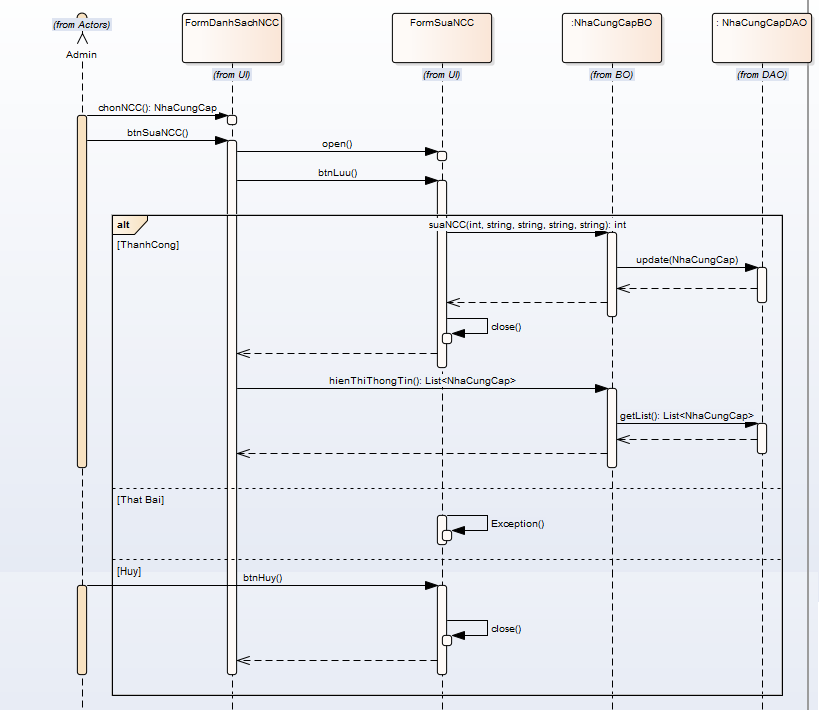 (from Actors)
Admin
FormDanhSachNCC
(from UI)
FormSuaNCC
(from UI)
:NhaCungCapBO
(from BO)
: NhaCungCapDAO
(from DAO)
chonNCC(): NhaCungCap
btnSuaNCC()
open()
btnLuu()
alt
[ThanhCong]
suaNCC(int, string, string, string, string): int
update(NhaCungCap)
close()
hienThiThongTin(): List<NhaCungCap>
getList(): List<NhaCungCap>
[That Bai]
Exception()
[Huy]
btnHuy()
close()